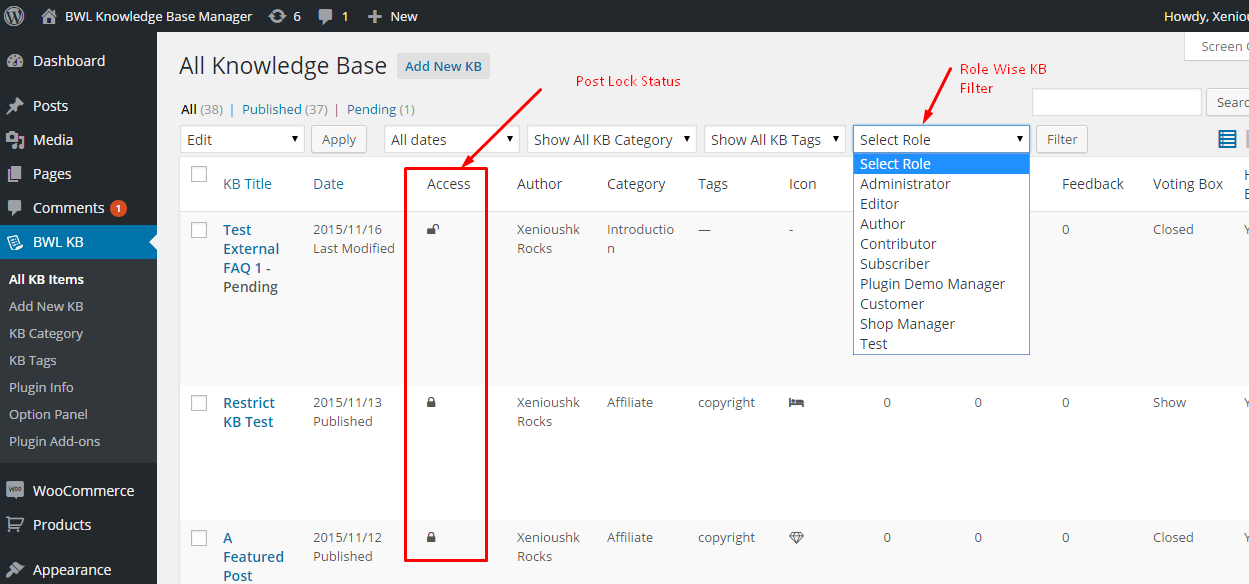 BWL Knowledge Base Manager 6 1 New Howdy, Xeniou
Dashboard
Posts
Media
Pages
Comments 1
BWL KB
All KB Items
Add New KB
KB Category
KB Tags
Plugin Info
Option Panel
Plugin Add-ons
WooCommerce
Products
Appearance
Screen O
All Knowledge Base Add New KB
Post Lock Status
Role Wise KB
Filter
All (38) | Published (37) | Pending (1)
Searc
Edit Apply All dates Show All KB Category Show All KB Tags Select Role Filter
Select Role
Administrator
Editor
Author
Contributor
Subscriber
Plugin Demo Manager
Customer
Shop Manager
Test
KB Title Date Access Author Category Tags Icon Feedback Voting Box H
E
Test 2015/11/16 Xenioushk Introductio — - 0 Closed Y
External Last Modified Rocks n
FAQ 1 -
Pending
Restrict 2015/11/13 Xenioushk Affiliate copyright 0 0 0 Show Y
KB Test Published Rocks
A 2015/11/12 Xenioushk Affiliate copyright 0 0 0 Closed Y
Featured Published Rocks
Post